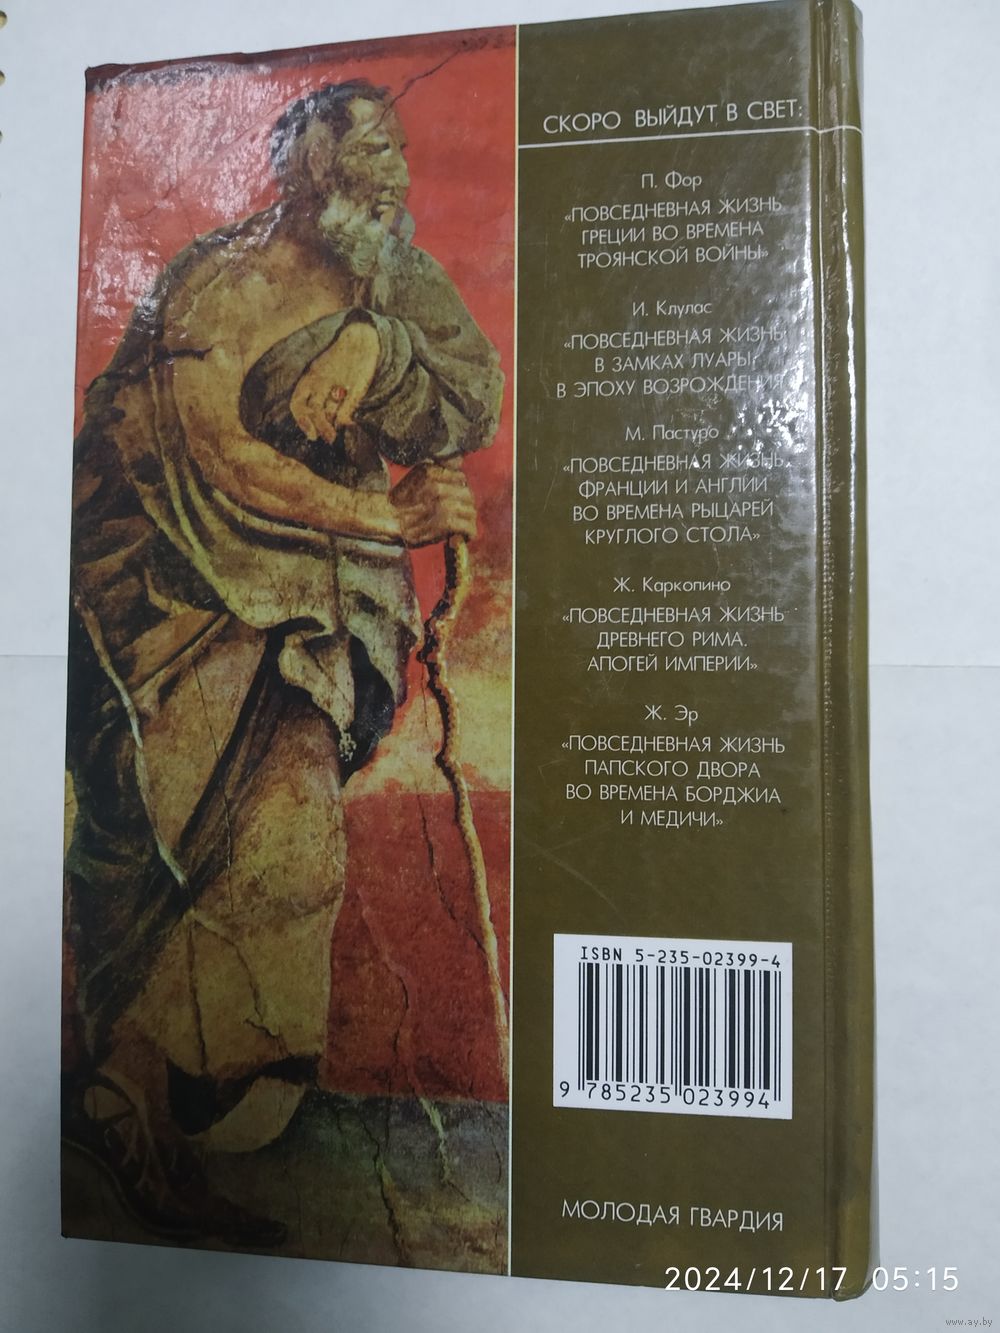 СКОРО ВЫЙДУТ В СВЕТ:
П. Фор
«ПОВСЕДНЕВНАЯ ЖИЗНЬ
ГРЕЦИИ ВО ВРЕМЕНА
ТРОЯНСКОЙ ВОЙНЫ»
И. Клулас
«ПОВСЕДНЕВНАЯ ЖИЗНЬ
В ЗАМКАХ ЛУАРЫ
В ЭПОХУ ВОЗРОЖДЕНИЯ»
М. Пастуро
«ПОВСЕДНЕВНАЯ ЖИЗНЬ
ФРАНЦИИ И АНГЛИИ
ВО ВРЕМЕНА РЫЦАРЕЙ
КРУГЛОГО СТОЛА»
Ж. Каркопино
«ПОВСЕДНЕВНАЯ ЖИЗНЬ
ДРЕВНЕГО РИМА.
АПОГЕЙ ИМПЕРИИ»
Ж. Эр
«ПОВСЕДНЕВНАЯ ЖИЗНЬ
ПАПСКОГО ДВОРА
ВО ВРЕМЕНА БОРДЖИА
И МЕДИЧИ»
ISBN 5-235-02399-4
9 785235 023994
МОЛОДАЯ ГВАРДИЯ
2024/12/17 05:15
www.ay.by